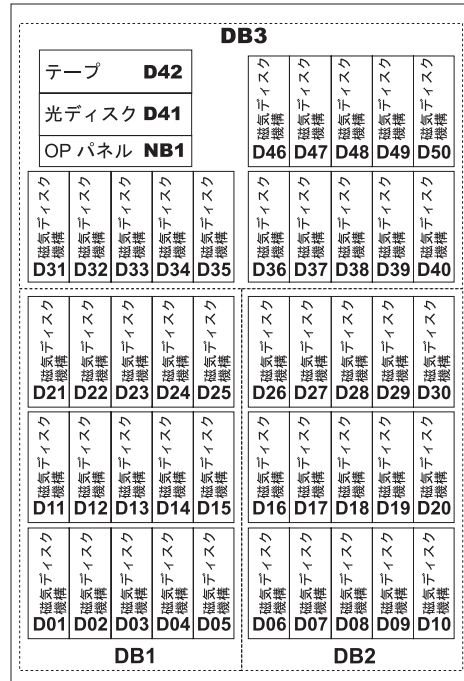 DB3
テープ D42
光ディスク D41
OP パネル NB1
磁気ディスク機構 D46
磁気ディスク機構 D47
磁気ディスク機構 D48
磁気ディスク機構 D49
磁気ディスク機構 D50
磁気ディスク機構 D31
磁気ディスク機構 D32
磁気ディスク機構 D33
磁気ディスク機構 D34
磁気ディスク機構 D35
磁気ディスク機構 D36
磁気ディスク機構 D37
磁気ディスク機構 D38
磁気ディスク機構 D39
磁気ディスク機構 D40
磁気ディスク機構 D21
磁気ディスク機構 D22
磁気ディスク機構 D23
磁気ディスク機構 D24
磁気ディスク機構 D25
磁気ディスク機構 D26
磁気ディスク機構 D27
磁気ディスク機構 D28
磁気ディスク機構 D29
磁気ディスク機構 D30
磁気ディスク機構 D11
磁気ディスク機構 D12
磁気ディスク機構 D13
磁気ディスク機構 D14
磁気ディスク機構 D15
磁気ディスク機構 D16
磁気ディスク機構 D17
磁気ディスク機構 D18
磁気ディスク機構 D19
磁気ディスク機構 D20
磁気ディスク機構 D01
磁気ディスク機構 D02
磁気ディスク機構 D03
磁気ディスク機構 D04
磁気ディスク機構 D05
磁気ディスク機構 D06
磁気ディスク機構 D07
磁気ディスク機構 D08
磁気ディスク機構 D09
磁気ディスク機構 D10
DB1
DB2